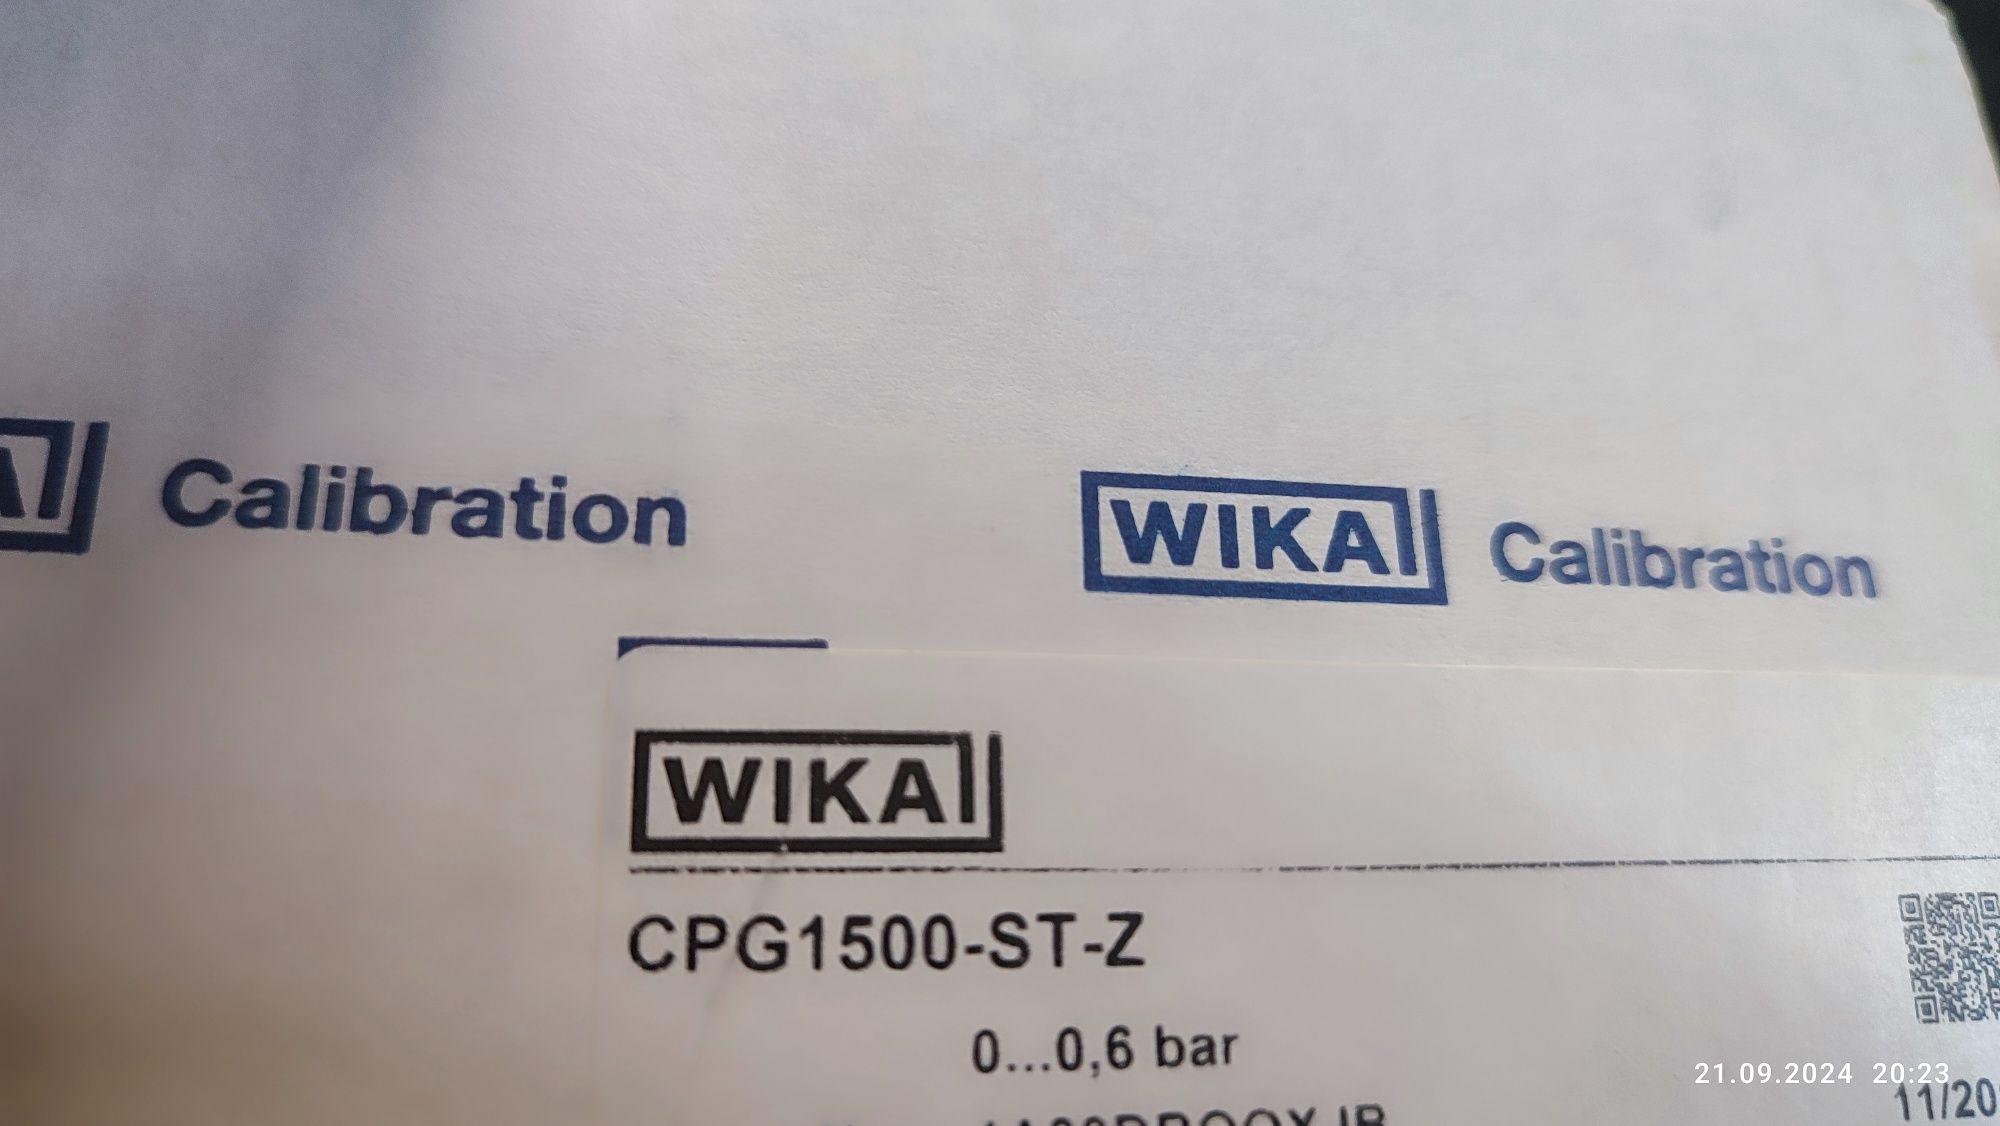 Calibration
WIKA Calibration
WIKA
CPG1500-ST-Z
0...0,6 bar
21.09.2024 20:23